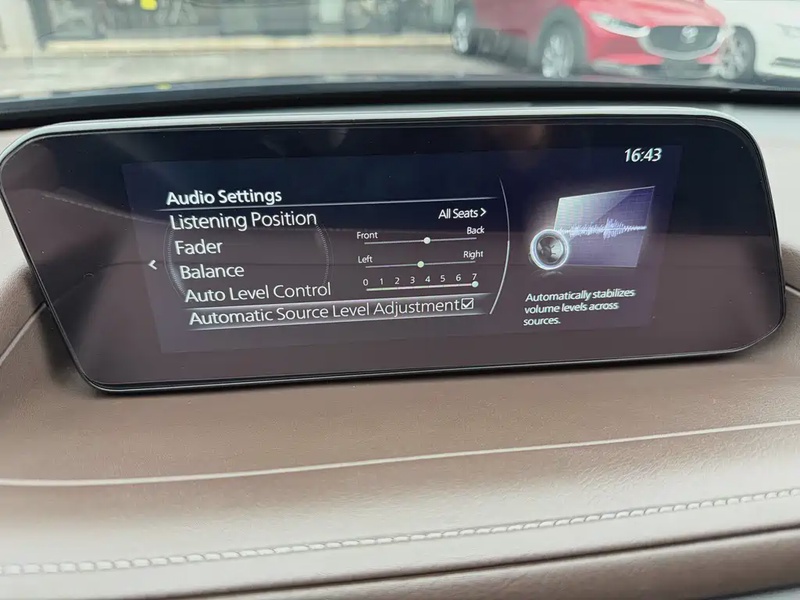 16:43
Audio Settings
Listening Position All Seats >
Fader Front Back
Balance Left Right
Auto Level Control 0 1 2 3 4 5 6 7
Automatic Source Level Adjustment
Automatically stabilizes
volume levels across
sources.